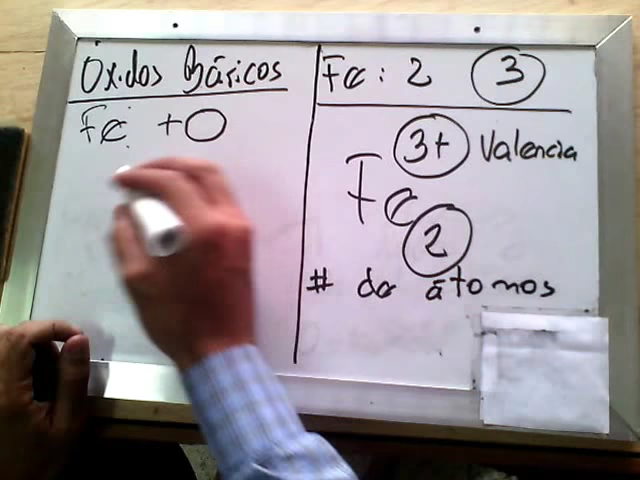 Óxidos Básicos
Fe + O
Fe : 2 3
3+ Valencia
Fe
2
# de átomos